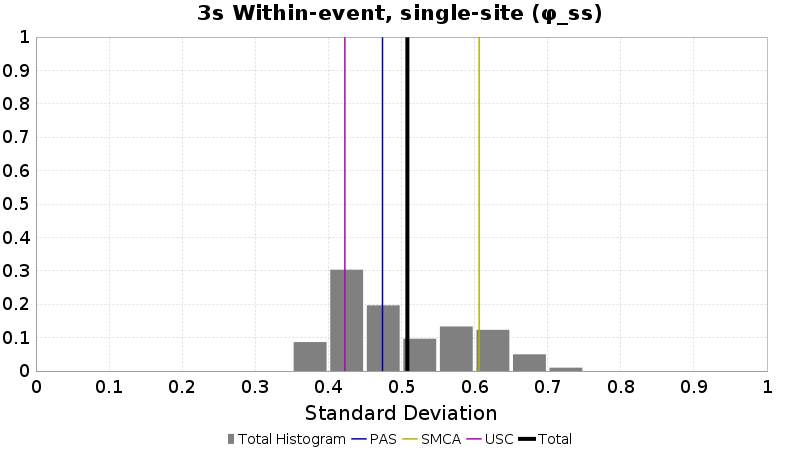 3s Within-event, single-site (φ_ss)
1
0.9
0.8
0.7
0.6
0.5
0.4
0.3
0.2
0.1
0
0 0.1 0.2 0.3 0.4 0.5 0.6 0.7 0.8 0.9 1
Standard Deviation
Total Histogram PAS SMCA USC Total